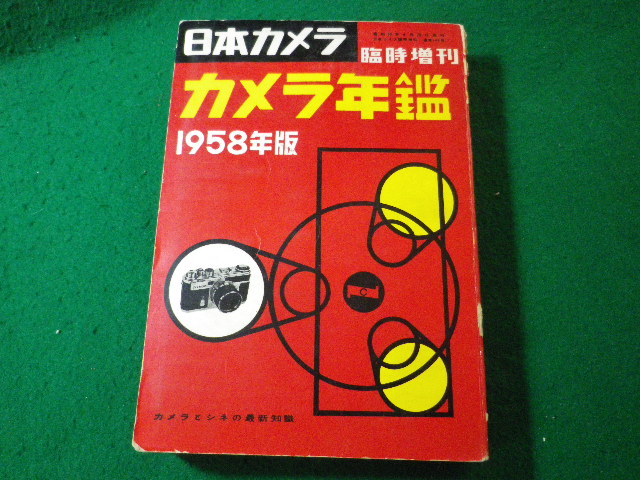 日本カメラ
臨時増刊
カメラ年鑑
1958年版
カメラとシネの最新知識